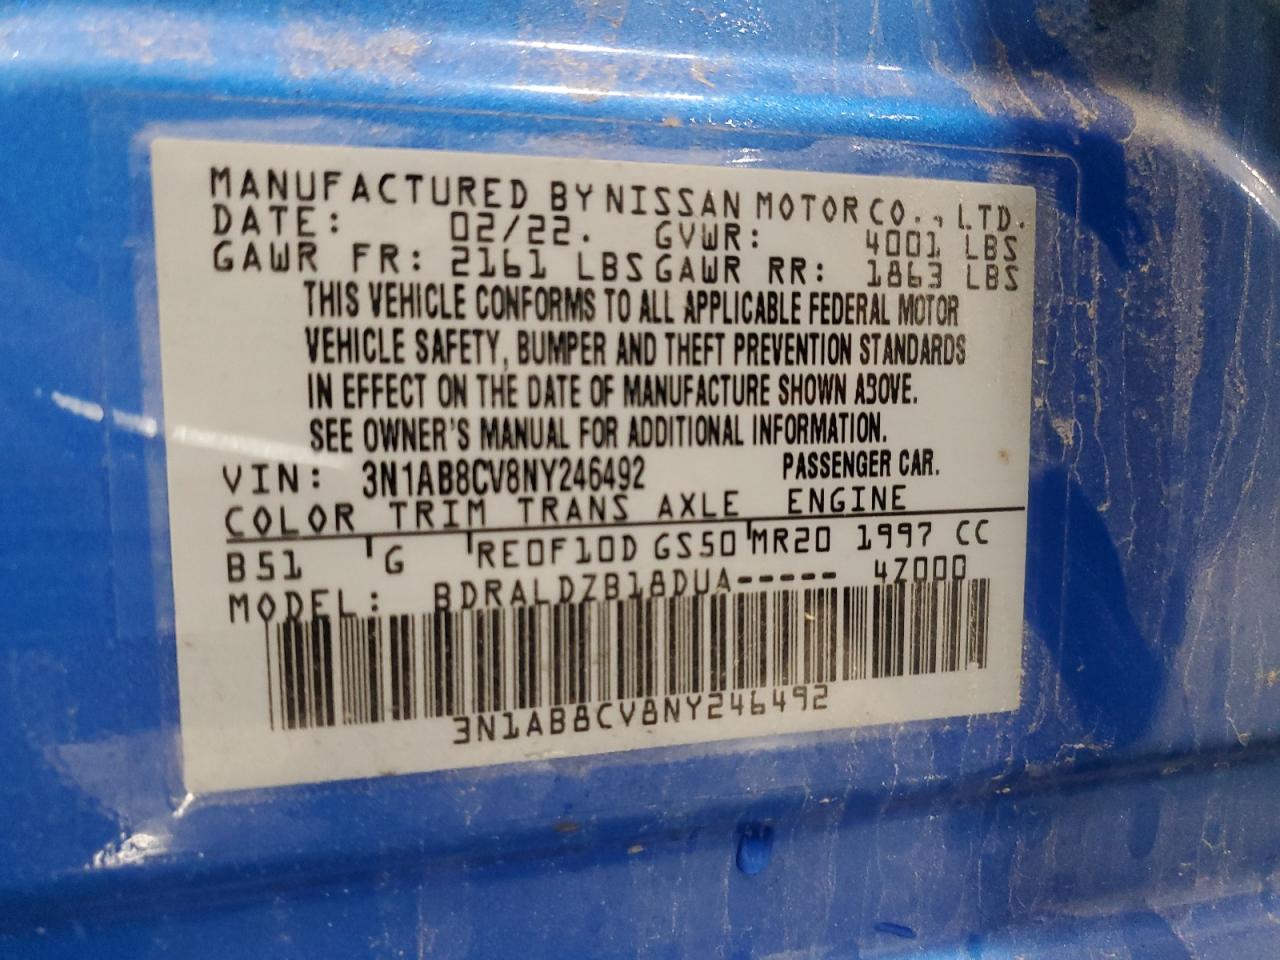 MANUFACTURED BY NISSAN MOTOR CO., LTD.
DATE: 02/22. GVWR: 4001 LBS
GAWR FR: 2161 LBS GAWR RR: 1863 LBS
THIS VEHICLE CONFORMS TO ALL APPLICABLE FEDERAL MOTOR
VEHICLE SAFETY, BUMPER AND THEFT PREVENTION STANDARDS
IN EFFECT ON THE DATE OF MANUFACTURE SHOWN ABOVE.
SEE OWNER'S MANUAL FOR ADDITIONAL INFORMATION.
VIN: 3N1AB8CV8NY246492 PASSENGER CAR.
COLOR TRIM TRANS AXLE ENGINE
B51 G RE0F10D GS50 MR20 1997 CC
MODEL: BDRALDZB18DUA----- 4Z000
3N1AB8CV8NY246492